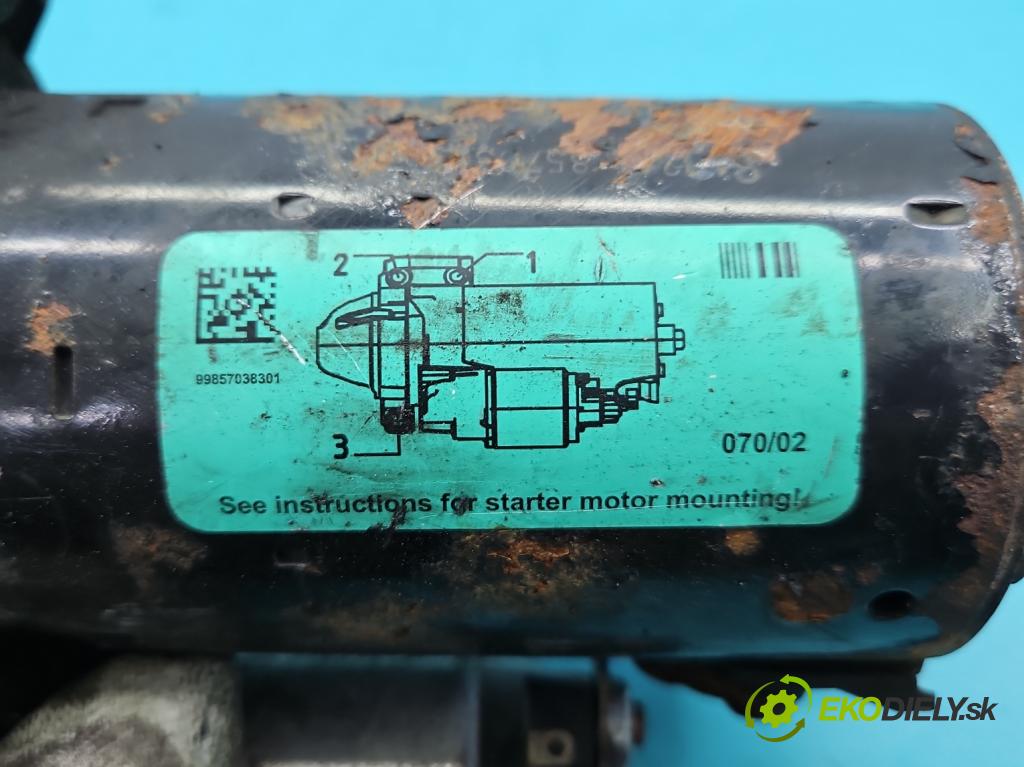 2
1
99857038301
3
070/02
See instructions for starter motor mounting!
EKODIELY.sk